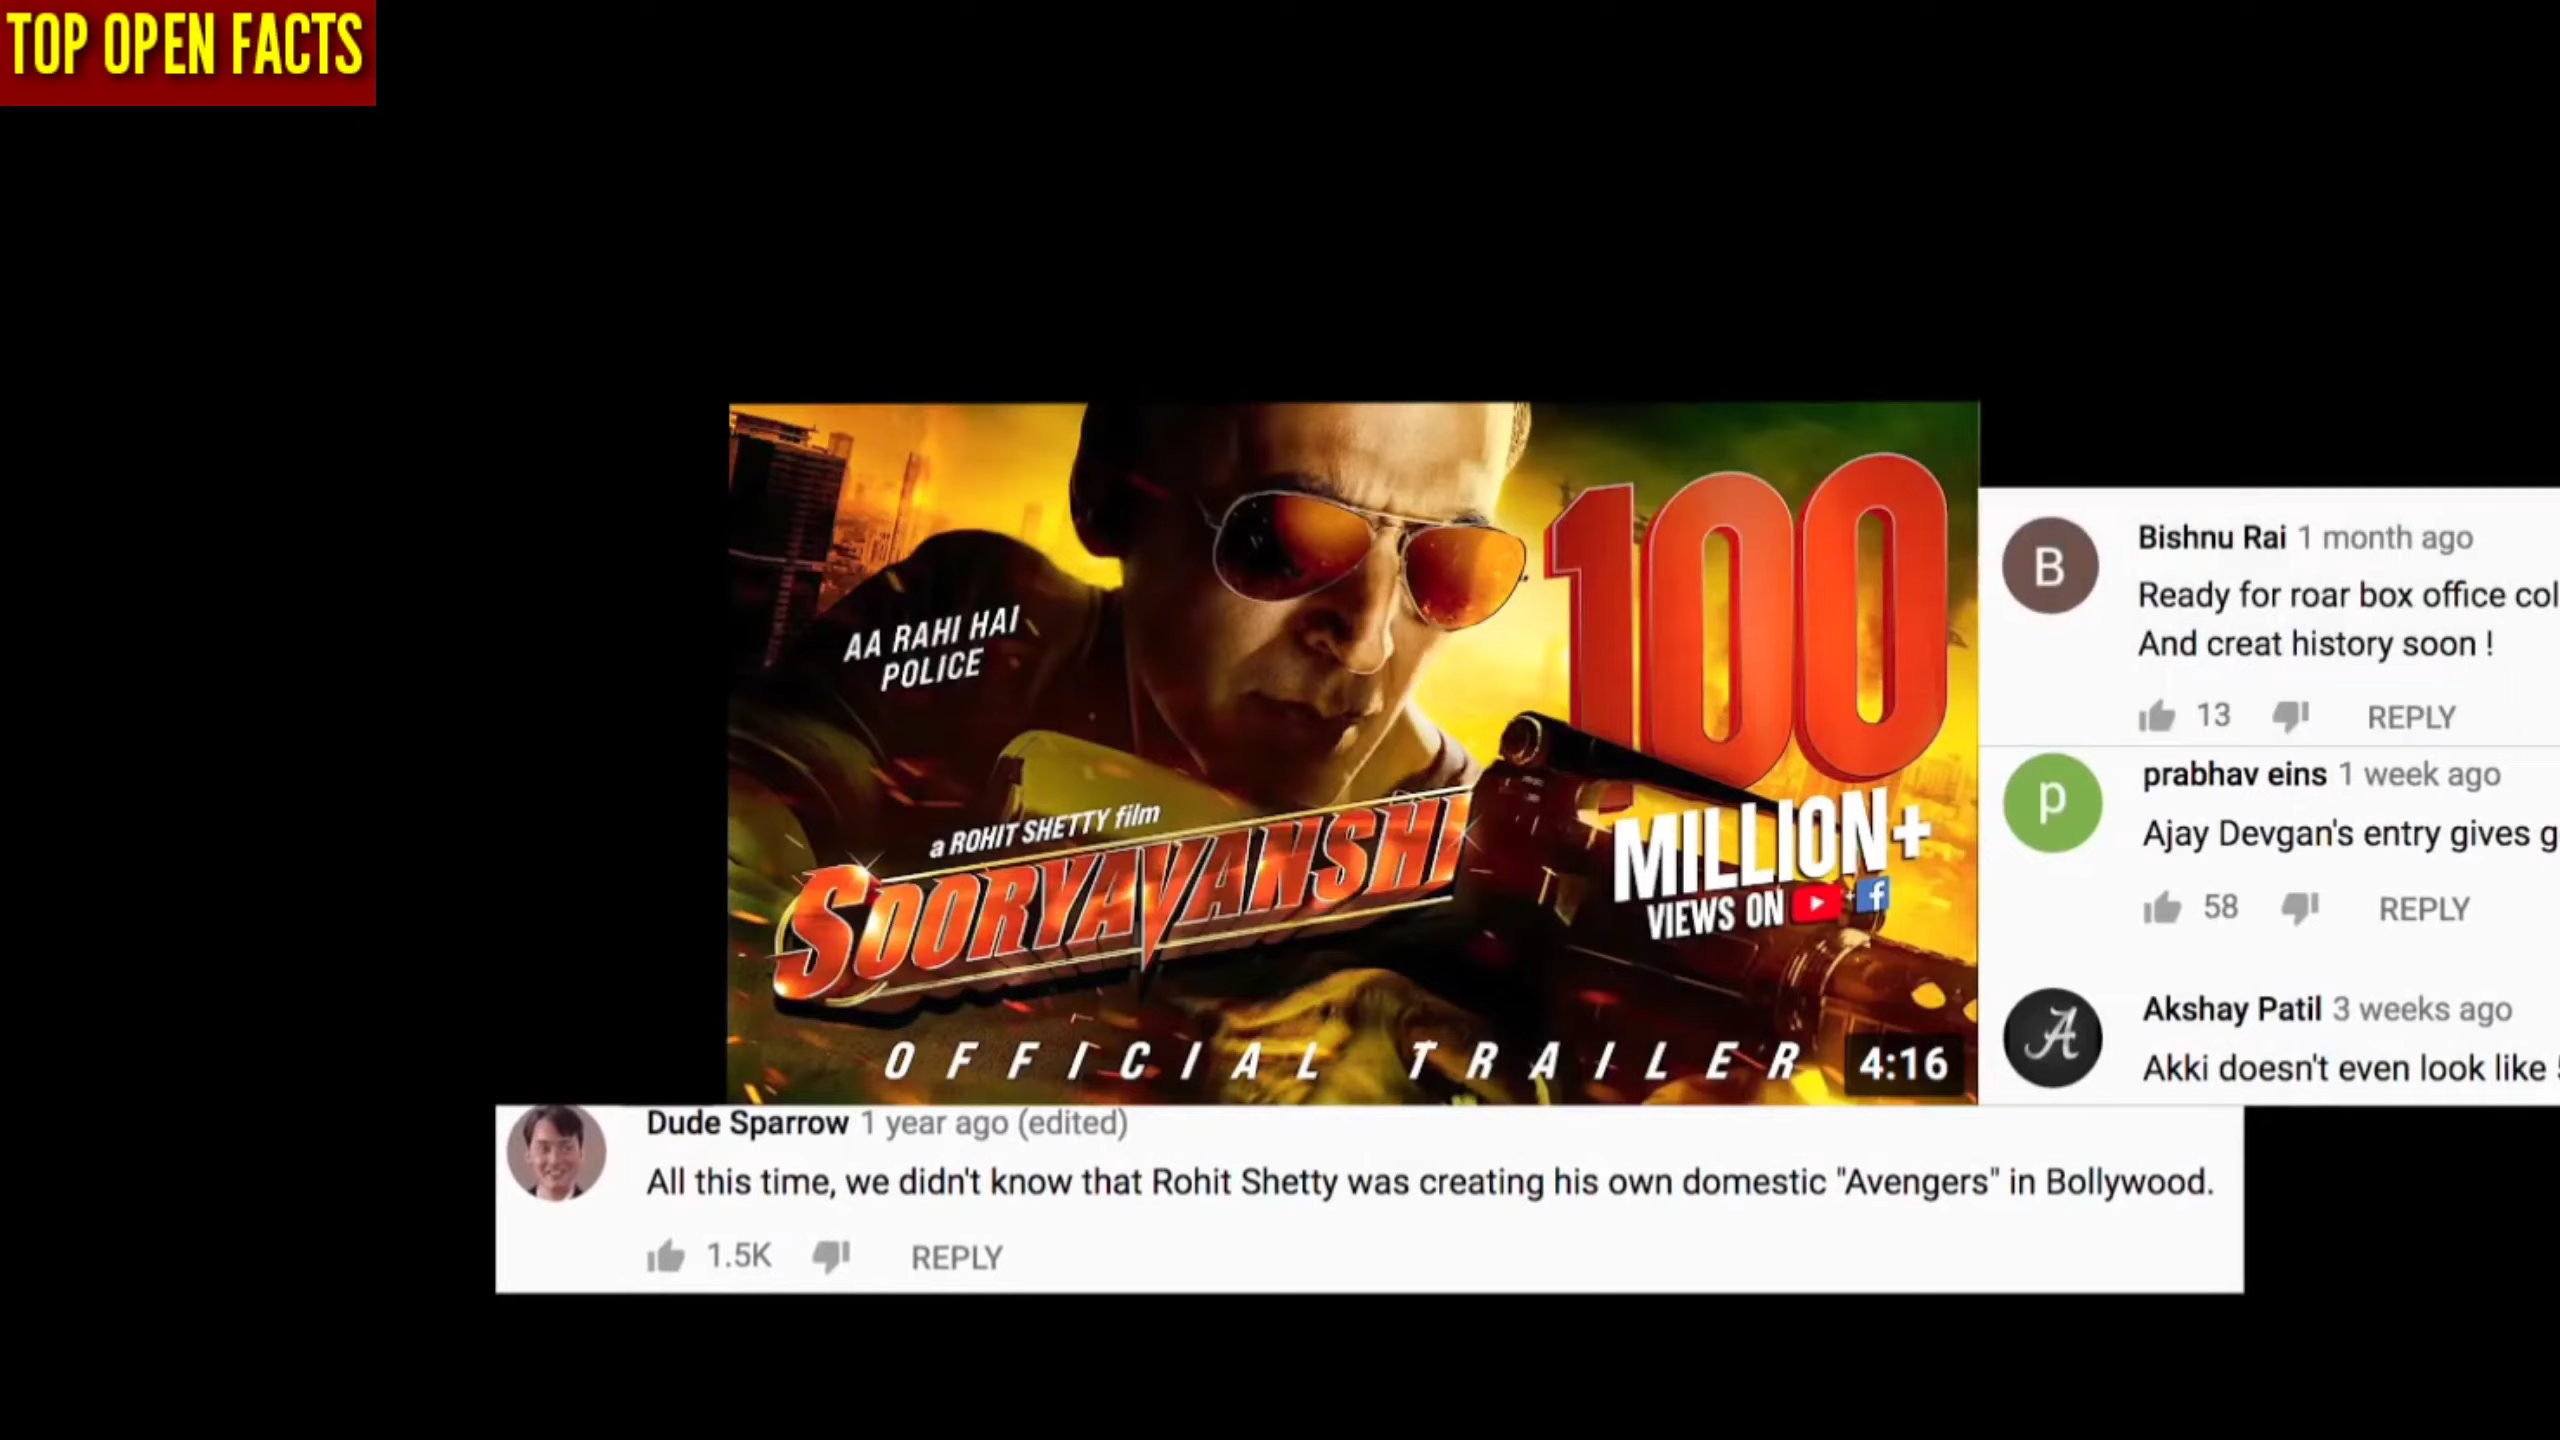 TOP OPEN FACTS
AA RAHI HAI
POLICE
a ROHIT SHETTY film
SOORYAVANSHI
100
MILLION+
VIEWS ON
OFFICIAL TRAILER
4:16
Bishnu Rai 1 month ago
Ready for roar box office col
And creat history soon !
13 REPLY
prabhav eins 1 week ago
Ajay Devgan's entry gives g
58 REPLY
Akshay Patil 3 weeks ago
Akki doesn't even look like
Dude Sparrow 1 year ago (edited)
All this time, we didn't know that Rohit Shetty was creating his own domestic "Avengers" in Bollywood.
1.5K REPLY